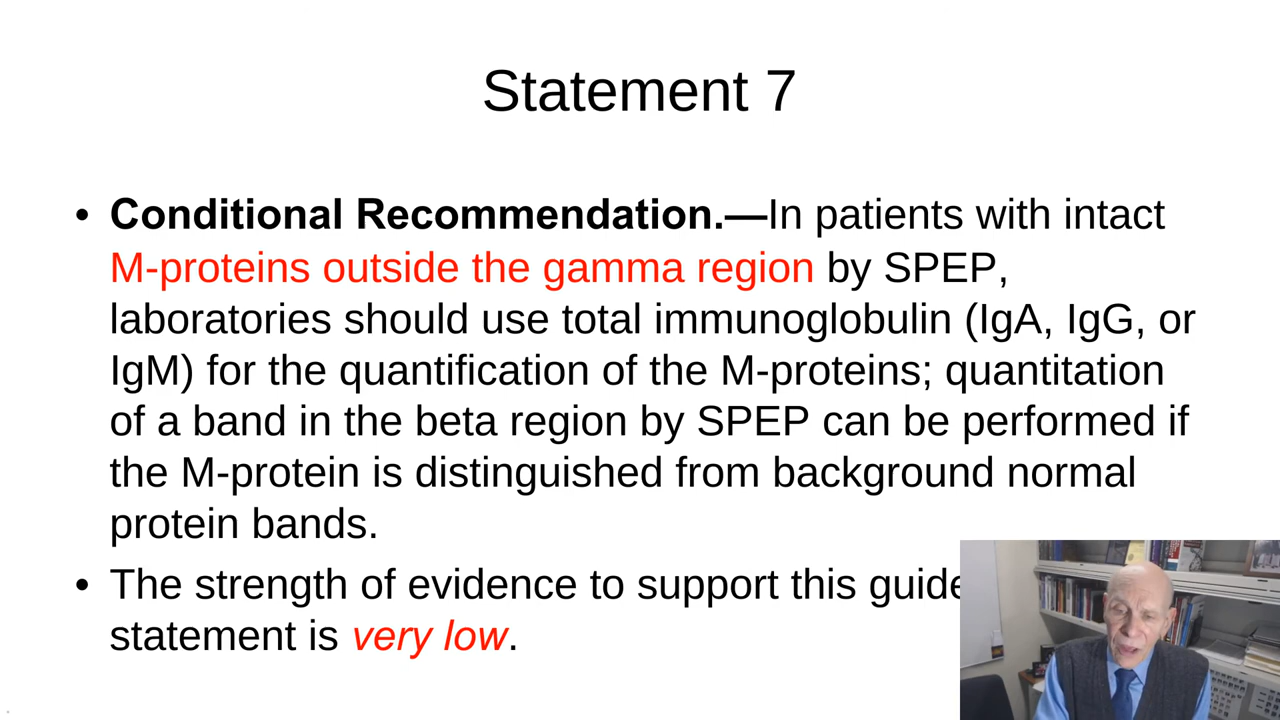 Statement 7
• Conditional Recommendation.—In patients with intact
M-proteins outside the gamma region by SPEP,
laboratories should use total immunoglobulin (IgA, IgG, or
IgM) for the quantification of the M-proteins; quantitation
of a band in the beta region by SPEP can be performed if
the M-protein is distinguished from background normal
protein bands.
• The strength of evidence to support this
statement is very low.